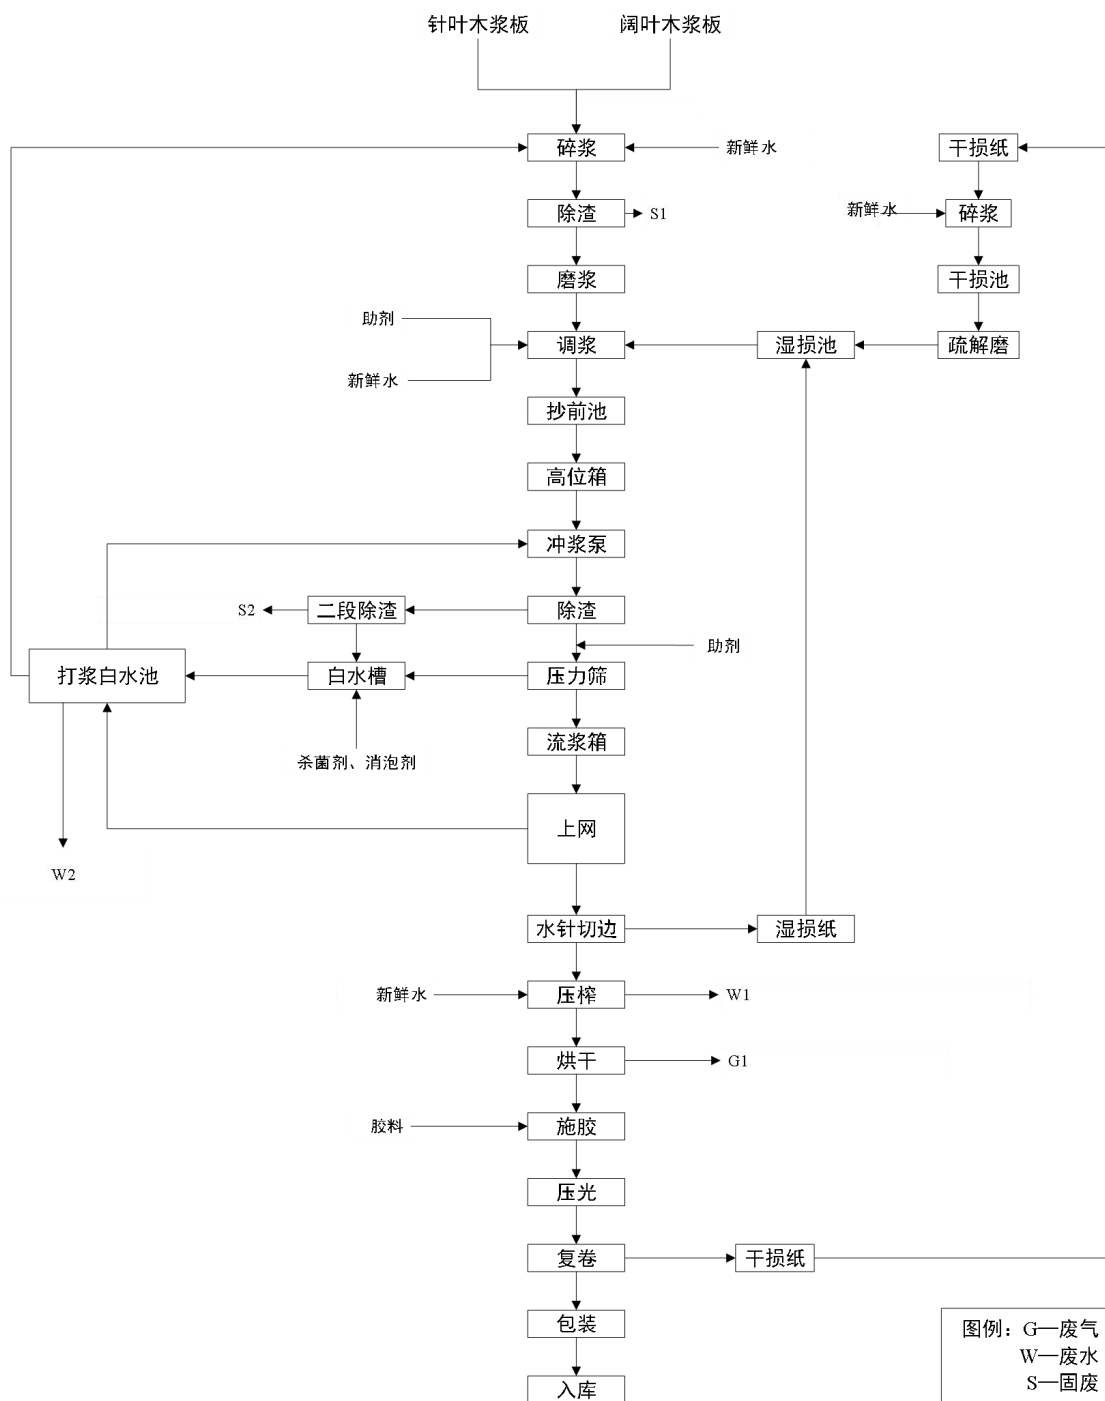 针叶木浆板 阔叶木浆板
碎浆 新鲜水 干损纸
除渣 S1 新鲜水 碎浆
磨浆 干损池
助剂
调浆 湿损池 疏解磨
新鲜水
抄前池
高位箱
冲浆泵
S2 二段除渣 除渣
助剂
打浆白水池 白水槽 压力筛
流浆箱
杀菌剂、消泡剂
上网
W2
水针切边 湿损纸
新鲜水 压榨 W1
烘干 G1
胶料 施胶
压光
复卷 干损纸
包装
图例：G—废气
W—废水
S—固废
入库